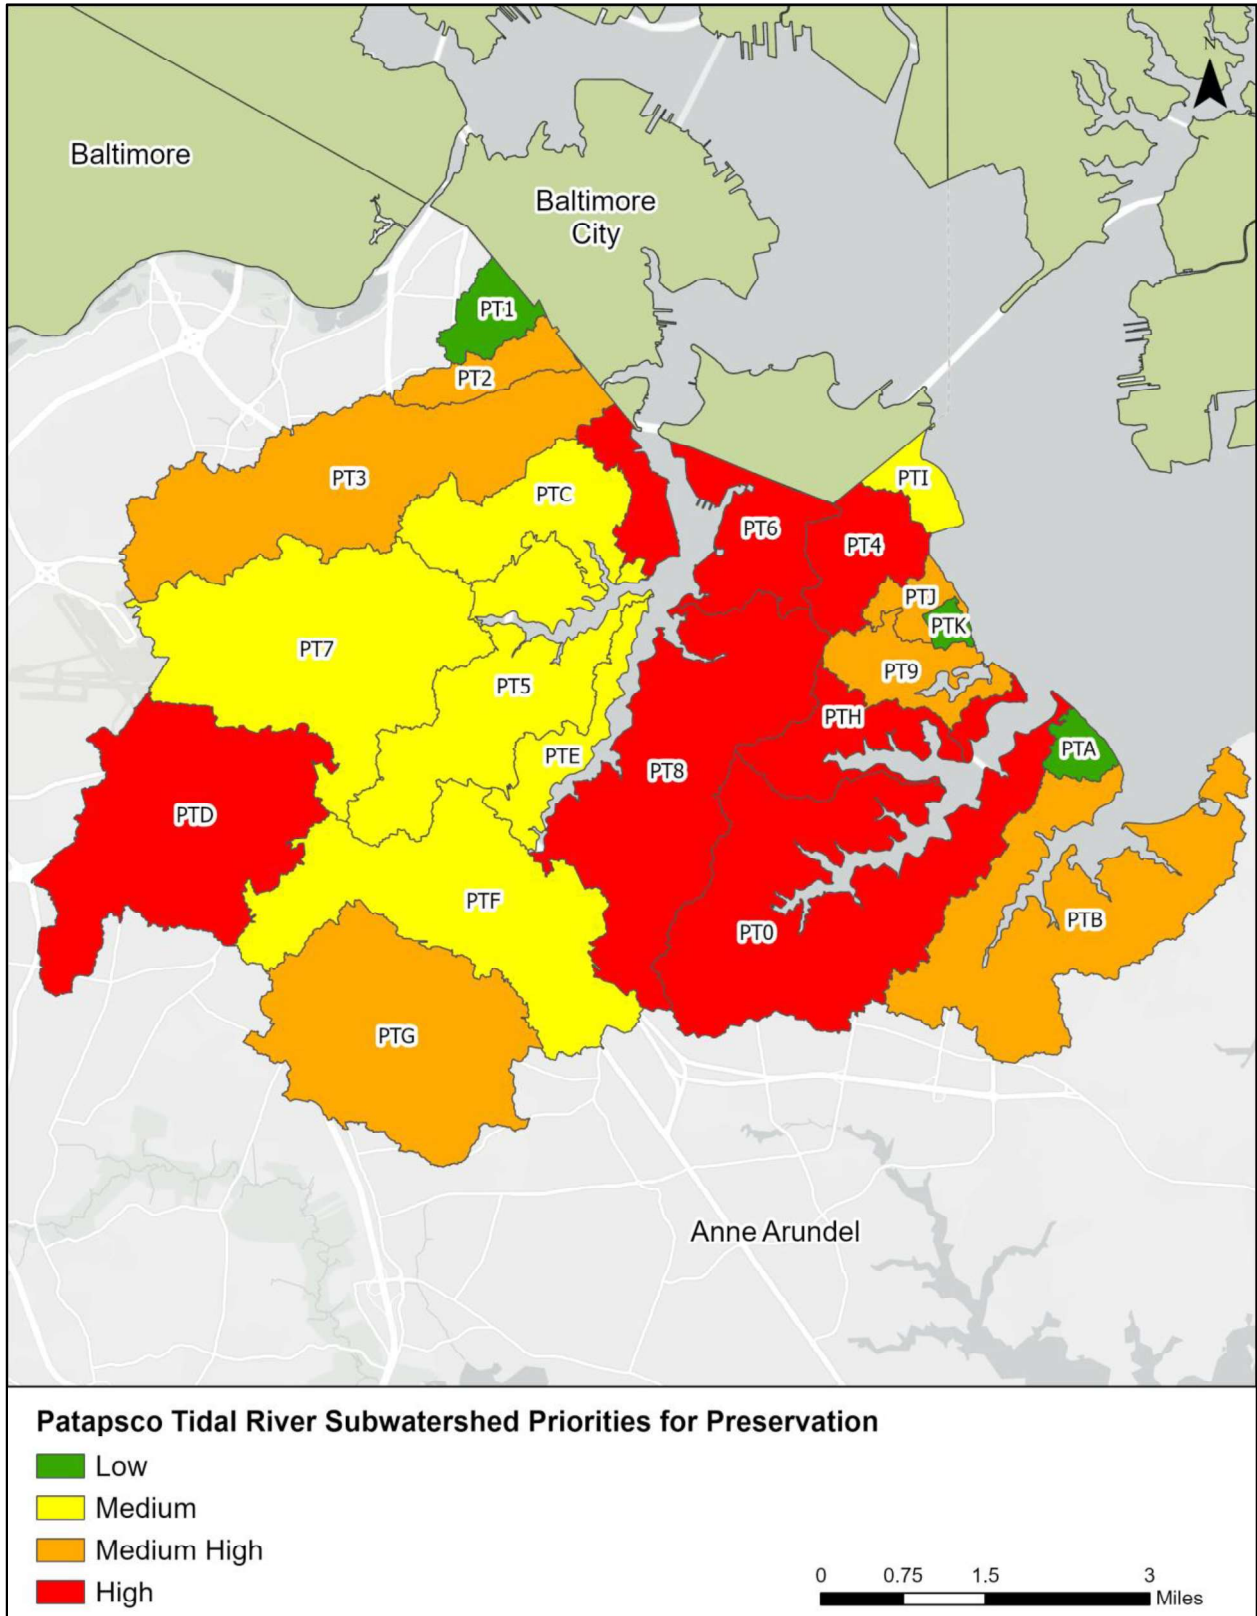 N
Baltimore
Baltimore
City
PT1
PT2
PT3
PTC
PTI
PT6
PT4
PTJ
PTK
PT7
PT9
PT5
PTH
PTE
PTA
PT8
PTD
PTF
PTB
PT0
PTG
Anne Arundel
Patapsco Tidal River Subwatershed Priorities for Preservation
Low
Medium
Medium High
High
0 0.75 1.5 3
Miles